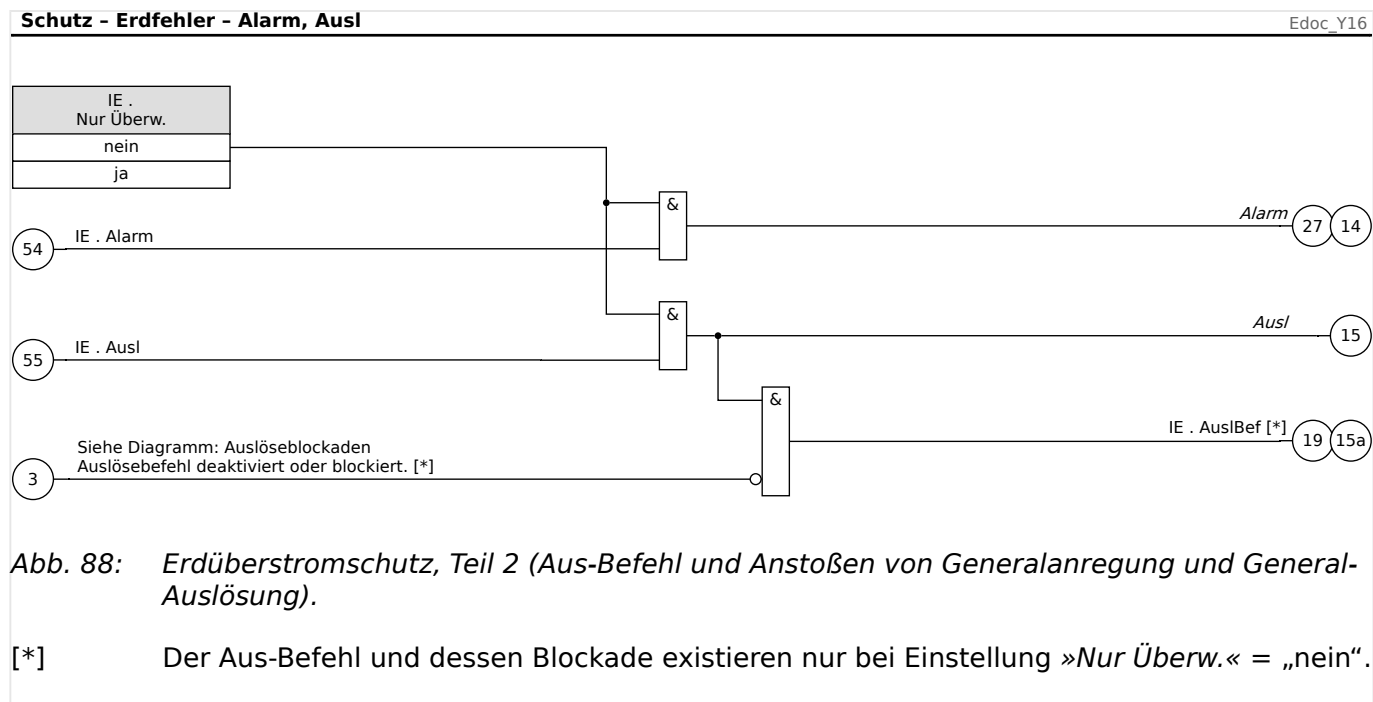 Schutz – Erdfehler – Alarm, Ausl
Edoc_Y16
IE .
Nur Überw.
nein
ja
&
Alarm
27 14
54
IE . Alarm
&
Ausl
15
55
IE . Ausl
&
IE . AuslBef [*]
19 15a
Siehe Diagramm: Auslöseblockaden
Auslösebefehl deaktiviert oder blockiert. [*]
3
Abb. 88: Erdüberstromschutz, Teil 2 (Aus-Befehl und Anstoßen von Generalanregung und General-
Auslösung).
[*] Der Aus-Befehl und dessen Blockade existieren nur bei Einstellung »Nur Überw.« = „nein“.